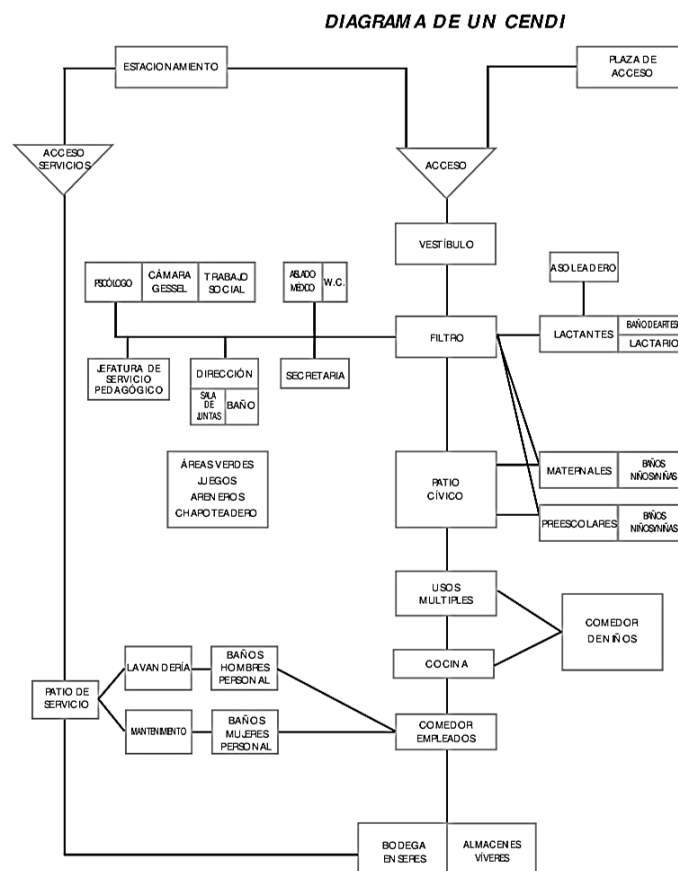 DIAGRAMA DE UN CENDI
ESTACIONAMIENTO
PLAZA DE
ACCESO
ACCESO
SERVICIOS
ACCESO
VESTÍBULO
PSICÓLOGO
CÁMARA
GESSEL
TRABAJO
SOCIAL
AISLADO
MÉDICO
W.C.
ASOLEADERO
FILTRO
LACTANTES
BAÑO DE ARTESA
LACTARIO
JEFATURA DE
SERVICIO
PEDAGÓGICO
DIRECCIÓN
SALA
DE
JUNTAS
BAÑO
SECRETARIA
ÁREAS VERDES
JUEGOS
ARENEROS
CHAPOTEADERO
PATIO
CÍVICO
MATERNALES
BAÑOS
NIÑOS/NIÑAS
PREESCOLARES
BAÑOS
NIÑOS/NIÑAS
USOS
MULTIPLES
COMEDOR
DE NIÑOS
COCINA
LAVANDERÍA
BAÑOS
HOMBRES
PERSONAL
PATIO DE
SERVICIO
MANTENIMIENTO
BAÑOS
MUJERES
PERSONAL
COMEDOR
EMPLEADOS
BODEGA
ENSERES
ALMACENES
VÍVERES